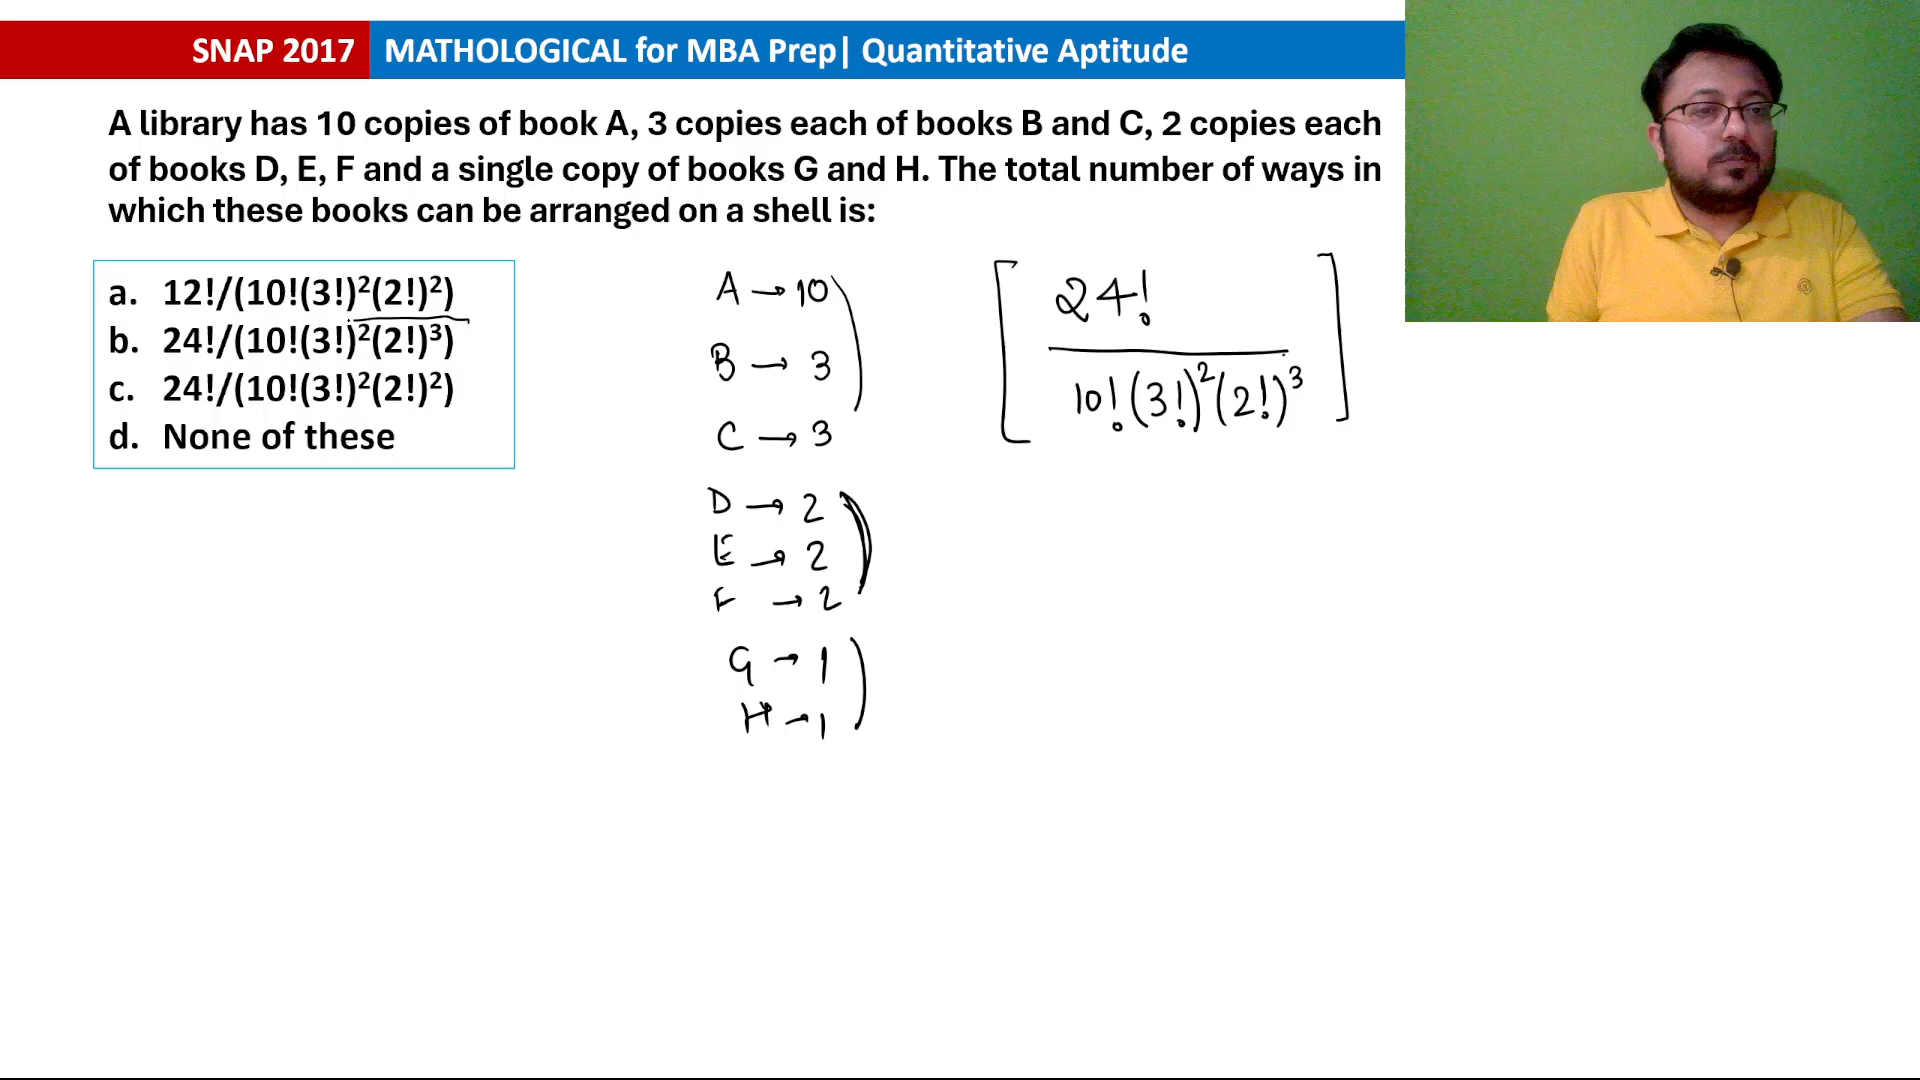 SNAP 2017 MATHOLOGICAL for MBA Prep| Quantitative Aptitude
A library has 10 copies of book A, 3 copies each of books B and C, 2 copies each
of books D, E, F and a single copy of books G and H. The total number of ways in
which these books can be arranged on a shell is:
a. 12!/(10!(3!)²(2!)²)
b. 24!/(10!(3!)²(2!)³)
c. 24!/(10!(3!)²(2!)²)
d. None of these
A → 10
B → 3
C → 3
D → 2
E → 2
F → 2
G → 1
H → 1
24!
10!(3!)²(2!)³